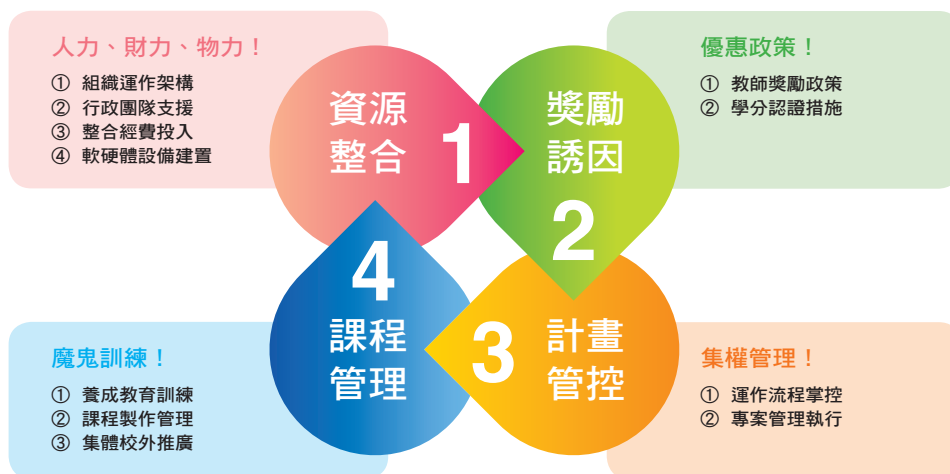 人力、財力、物力！
① 組織運作架構
② 行政團隊支援
③ 整合經費投入
④ 軟硬體設備建置
資源
整合
1
獎勵
誘因
2
優惠政策！
① 教師獎勵政策
② 學分認證措施
魔鬼訓練！
① 養成教育訓練
② 課程製作管理
③ 集體校外推廣
4
課程
管理
3
計畫
管控
集權管理！
① 運作流程掌控
② 專案管理執行